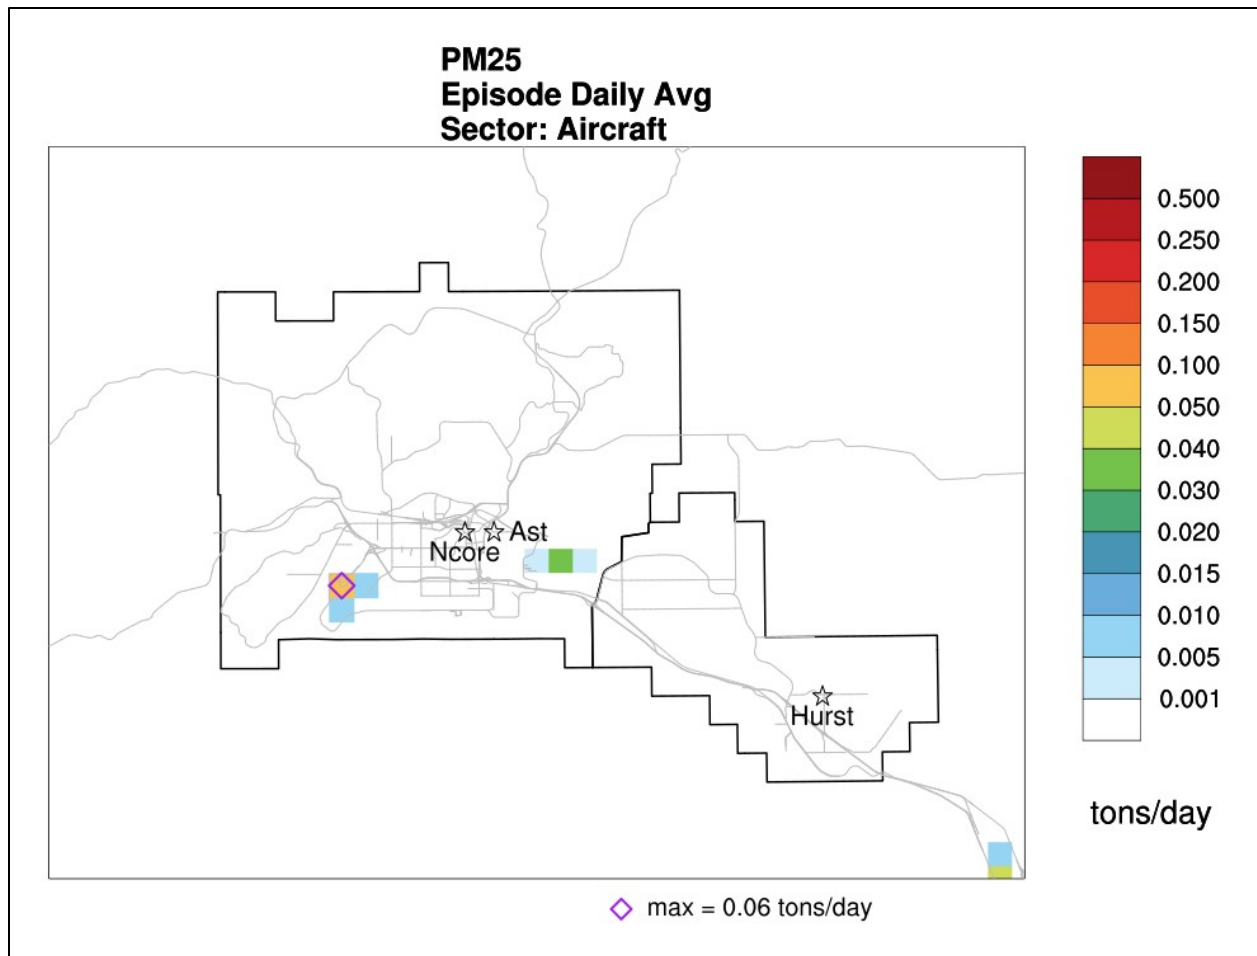 PM25
Episode Daily Avg
Sector: Aircraft
0.500
0.250
0.200
0.150
0.100
0.050
0.040
0.030
0.020
0.015
0.010
0.005
0.001
tons/day
Ast
Ncore
Hurst
max = 0.06 tons/day